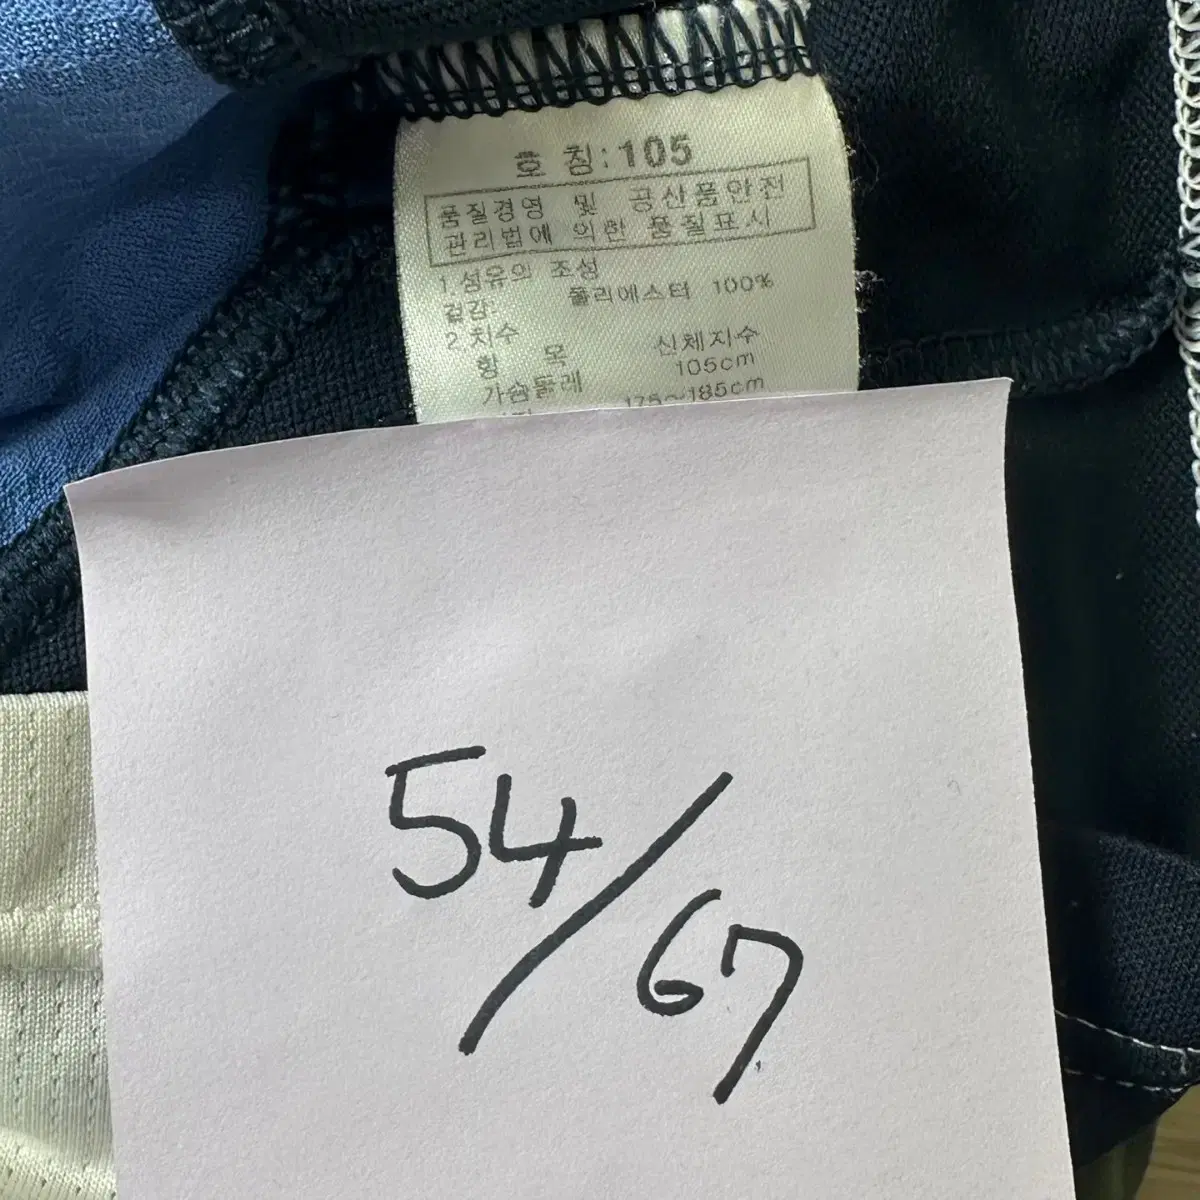 호 칭:105
품질경영 및 공산품안전
관리법에 의한 품질표시
1.섬유의 조성
겉감: 폴리에스터 100%
2.치수
항 목 신체지수
가슴둘레 105cm
175~185cm
54/67